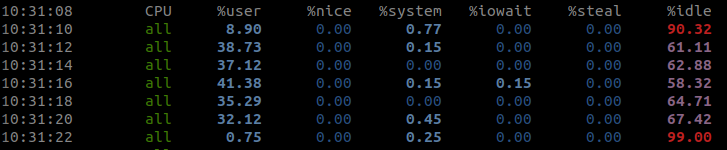 10:31:08 CPU %user %nice %system %iowait %steal %idle
10:31:10 all 8.90 0.00 0.77 0.00 0.00 90.32
10:31:12 all 38.73 0.00 0.15 0.00 0.00 61.11
10:31:14 all 37.12 0.00 0.00 0.00 0.00 62.88
10:31:16 all 41.38 0.00 0.15 0.15 0.00 58.32
10:31:18 all 35.29 0.00 0.00 0.00 0.00 64.71
10:31:20 all 32.12 0.00 0.45 0.00 0.00 67.42
10:31:22 all 0.75 0.00 0.25 0.00 0.00 99.00